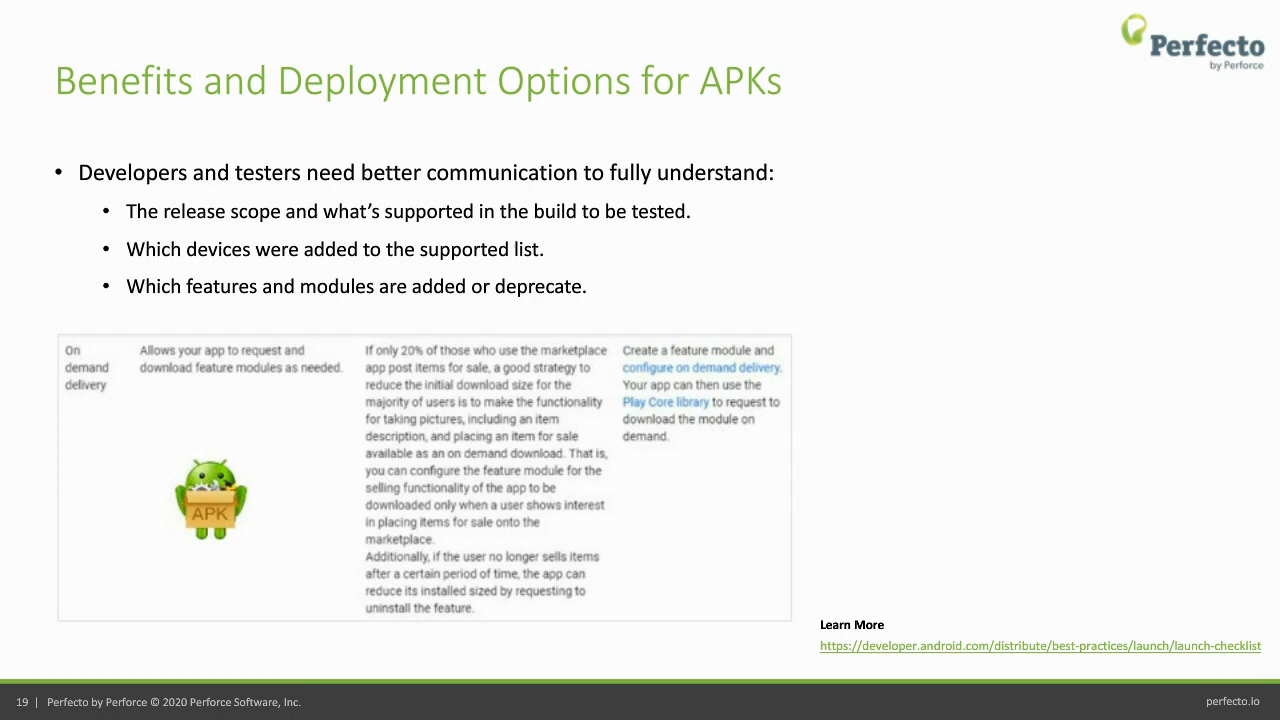 Perfecto
by Perforce
Benefits and Deployment Options for APKs
• Developers and testers need better communication to fully understand:
• The release scope and what's supported in the build to be tested.
• Which devices were added to the supported list.
• Which features and modules are added or deprecate.
On
demand
delivery
Allows your app to request and
download feature modules as needed.
APK
If only 20% of those who use the marketplace
app post items for sale, a good strategy to
reduce the initial download size for the
majority of users is to make the functionality
for taking pictures, including an item
description, and placing an item for sale
available as an on demand download. That is,
you can configure the feature module for the
selling functionality of the app to be
downloaded only when a user shows interest
in placing items for sale onto the
marketplace.
Additionally, if the user no longer sells items
after a certain period of time, the app can
reduce its installed sized by requesting to
uninstall the feature.
Create a feature module and
configure on demand delivery.
Your app can then use the
Play Core library to request to
download the module on
demand.
Learn More
https://developer.android.com/distribute/best-practices/launch/launch-checklist
19 | Perfecto by Perforce © 2020 Perforce Software, Inc.
perfecto.io